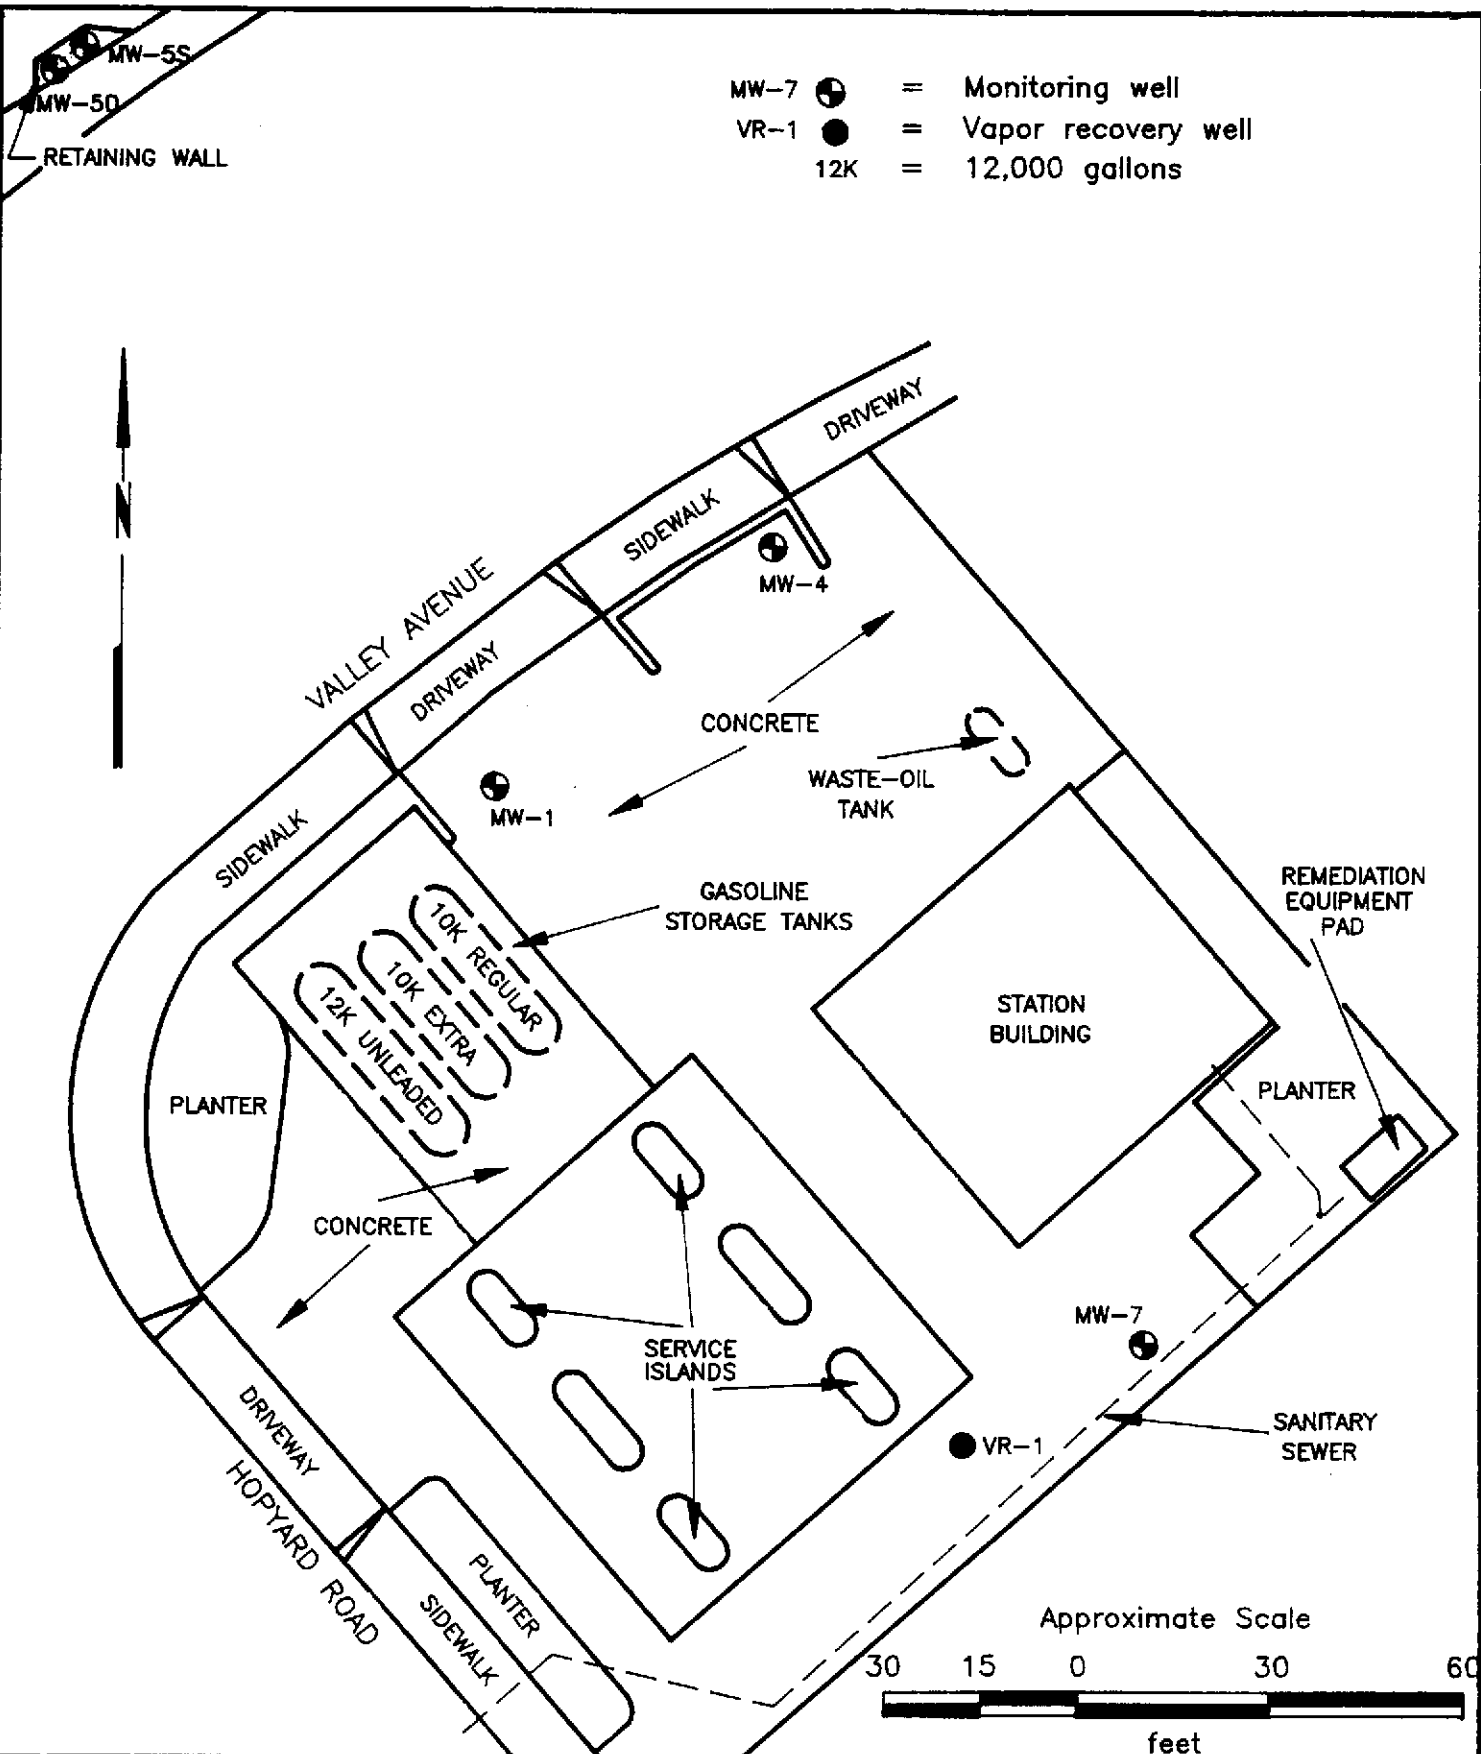 MW-5S
MW-5D
RETAINING WALL
MW-7 = Monitoring well
VR-1 = Vapor recovery well
12K = 12,000 gallons
N
DRIVEWAY
SIDEWALK
MW-4
VALLEY AVENUE
DRIVEWAY
CONCRETE
WASTE-OIL
TANK
MW-1
SIDEWALK
GASOLINE
STORAGE TANKS
REMEDIATION
EQUIPMENT
PAD
10K REGULAR
10K EXTRA
12K UNLEADED
STATION
BUILDING
PLANTER
PLANTER
CONCRETE
MW-7
SERVICE
ISLANDS
DRIVEWAY
SANITARY
SEWER
VR-1
HOPYARD ROAD
PLANTER
SIDEWALK
Approximate Scale
30 15 0 30 60
feet